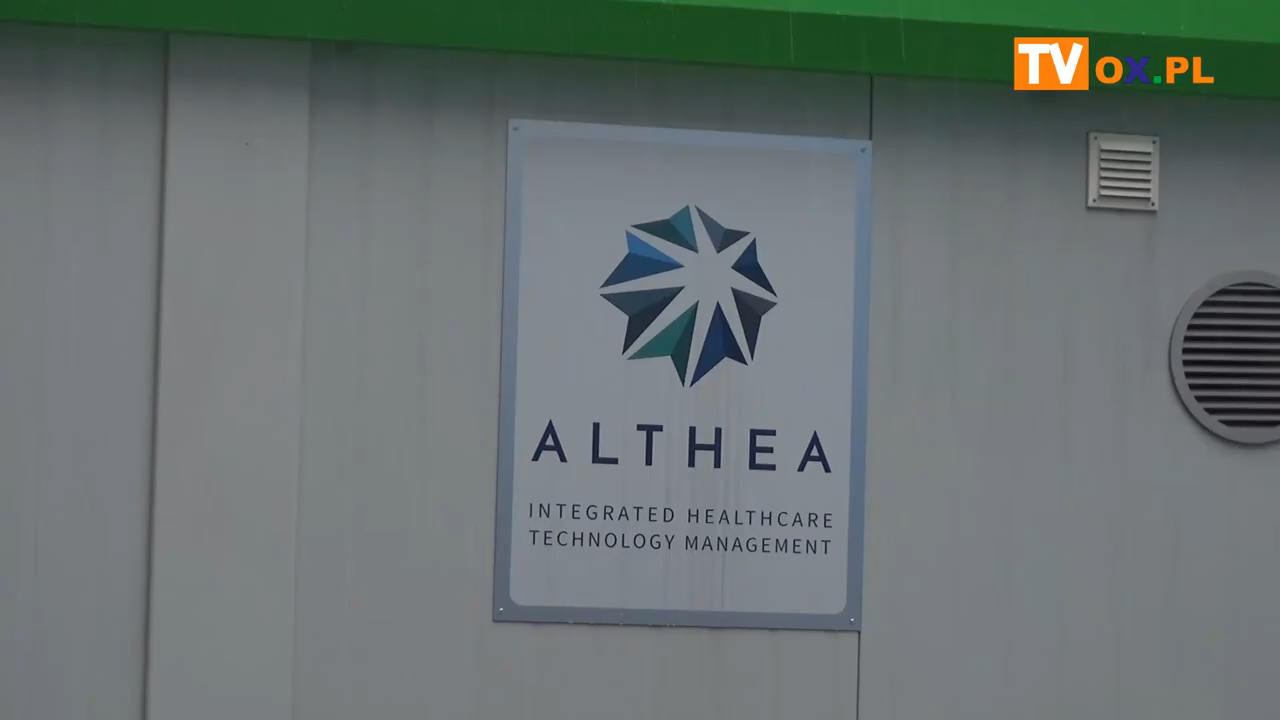 TVOX.PL
ALTHEA
INTEGRATED HEALTHCARE
TECHNOLOGY MANAGEMENT